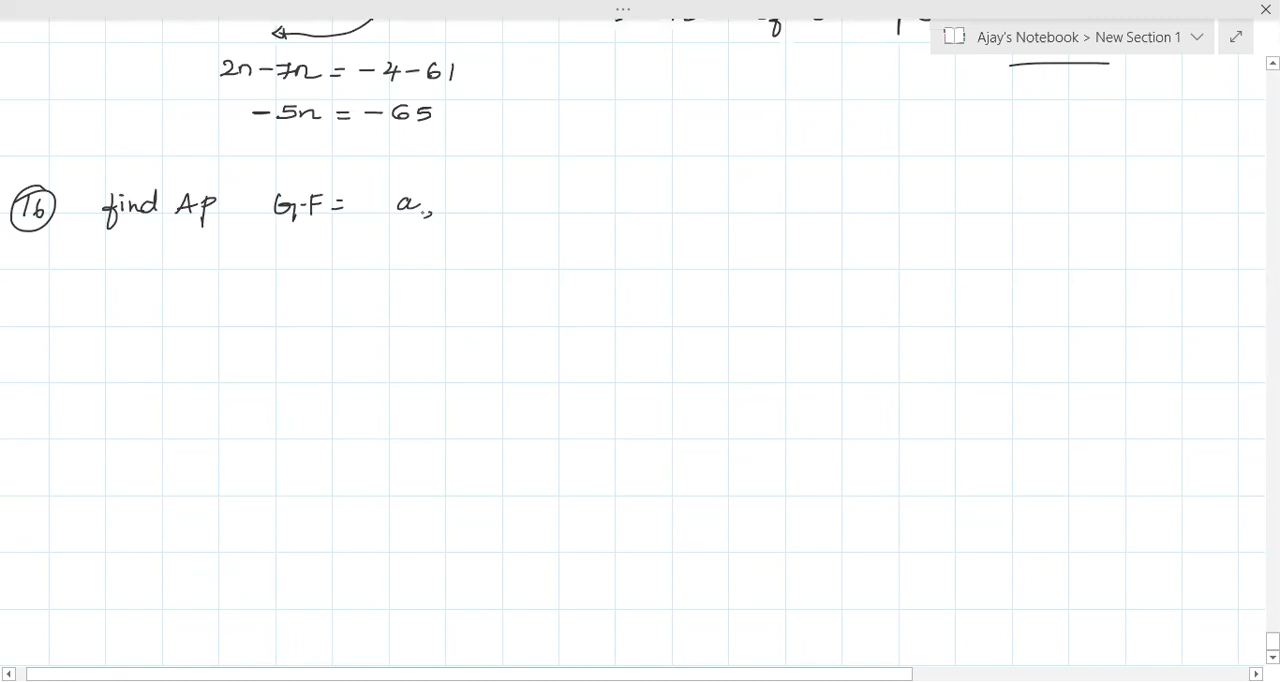 Ajay's Notebook > New Section 1
2n - 7n = - 4 - 61
- 5n = - 65
16 find Ap G.F = a.,